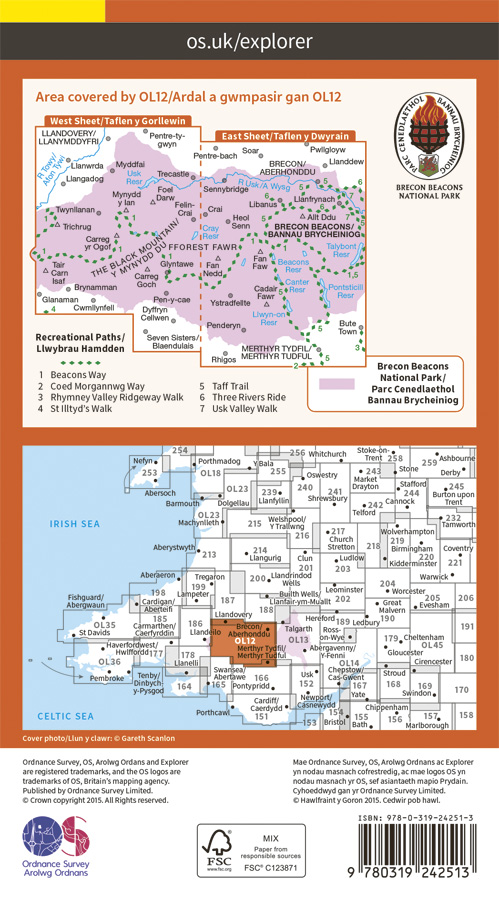 os.uk/explorer
Area covered by OL12/Ardal a gwmpasir gan OL12
West Sheet/Taflen y Gorllewin
East Sheet/Taflen y Dwyrain
LLANDOVERY/
LLANYMDDYFRI
Pentre-ty-
gwyn
Soar
Pwllgloyw
Pentre-bach
Llanddew
BRECON/
ABERHONDDU
R Towy/
Afon Tywi
Llanwrda
Llangadog
Myddfai
Usk
Resr
Trecastle
Sennybridge
R Usk/A Wysg
Llanfrynach
Mynydd
y lan
Foel
Darw
Felin-
Crai
Crai
Libanus
Twynllanan
Heol
Senni
Allt Ddu
Trichrug
Cray
Resr
BRECON BEACONS/
BANNAU BRYCHEINIOG
Carreg
yr Ogof
THE BLACK MOUNTAIN/
Y MYNYDD DU
FFOREST FAWR
Talybont
Resr
Tair
Carn
Isaf
Glyntawe
Fan
Nedd
Fan
Faw
Beacons
Resr
Carreg
Goch
Cadair
Fawr
Canter
Resr
Pontsticill
Resr
Brynamman
Glanaman
Cwmllynfell
Pen-y-cae
Ystradfellte
Llwyn-on
Resr
Dyffryn
Cellwen
Penderyn
Bute
Town
Seven Sisters/
Blaendulais
Rhigos
MERTHYR TYDFIL/
MERTHYR TUDFUL
PARC CENEDLAETHOL
BANNAU BRYCHEINIOG
BRECON BEACONS
NATIONAL PARK
Recreational Paths/
Llwybrau Hamdden
1 Beacons Way
2 Coed Morgannwg Way
3 Rhymney Valley Ridgeway Walk
4 St Illtyd's Walk
5 Taff Trail
6 Three Rivers Ride
7 Usk Valley Walk
Brecon Beacons
National Park/
Parc Cenedlaethol
Bannau Brycheiniog
254
256
Whitchurch
Stoke-on-
Trent
258
259
Ashbourne
Nefyn
253
Porthmadog
OL18
Y Bala
255
Oswestry
243
Market
Drayton
Stone
Derby
Abersoch
OL23
239
Llanfyllin
240
241
Shrewsbury
Stafford
244
Cannock
245
Burton upon
Trent
Barmouth
Dolgellau
242
Telford
OL23
Machynlleth
215
Welshpool/
Y Trallwng
216
232
Tamworth
IRISH SEA
217
Church
Stretton
218
Wolverhampton
219
Birmingham
220
Kidderminster
Coventry
221
Aberystwyth
213
214
Llangurig
Clun
201
Ludlow
203
Warwick
Aberaeron
Tregaron
199
Lampeter
200
Llandrindod
Wells
Leominster
202
204
Worcester
205
Evesham
206
Fishguard/
Abergwaun
198
Cardigan/
Aberteifi
187
188
Builth Wells/
Llanfair-ym-Muallt
Great
Malvern
190
OL35
St Davids
185
Carmarthen/
Caerfyrddin
186
Llandovery
Llandeilo
Brecon/
Aberhonddu
OL12
Merthyr Tydfil/
Merthyr Tudful
Talgarth
OL13
Hereford
189
Ledbury
Ross-
on-Wye
191
Abergavenny/
Y-Fenni
179
Cheltenham
OL45
Gloucester
Haverfordwest/
Hwlffordd
177
178
Llanelli
OL14
Cirencester
180
OL36
Pembroke
Tenby/
Dinbych-
y-Pysgod
164
165
Swansea/
Abertawe
166
Pontypridd
Usk
152
Chepstow/
Cas-Gwent
167
Yate
Stroud
168
169
Swindon
170
CELTIC SEA
Porthcawl
Cardiff/
Caerdydd
151
Newport/
Casnewydd
153
154
Bristol
155
Bath
Chippenham
156
157
Marlborough
158
Cover photo/Llun y clawr: © Gareth Scanlon
Ordnance Survey, OS, Arolwg Ordans and Explorer
are registered trademarks, and the OS logos are
trademarks of OS, Britain's mapping agency.
Published by Ordnance Survey Limited.
© Crown copyright 2015. All Rights reserved.
Mae Ordnance Survey, OS, Arolwg Ordnans ac Explorer
yn nodau masnach cofrestredig, ac mae logos OS yn
nodau masnach yr OS, sef asiantaeth mapio Prydain.
Cyhoeddwyd gan yr Ordnance Survey Limited.
© Hawlfraint y Goron 2015. Cedwir pob hawl.
Ordnance Survey
Arolwg Ordnans
FSC
www.fsc.org
MIX
Paper from
responsible sources
FSC® C123871
ISBN: 978-0-319-24251-3
9 780319 242513